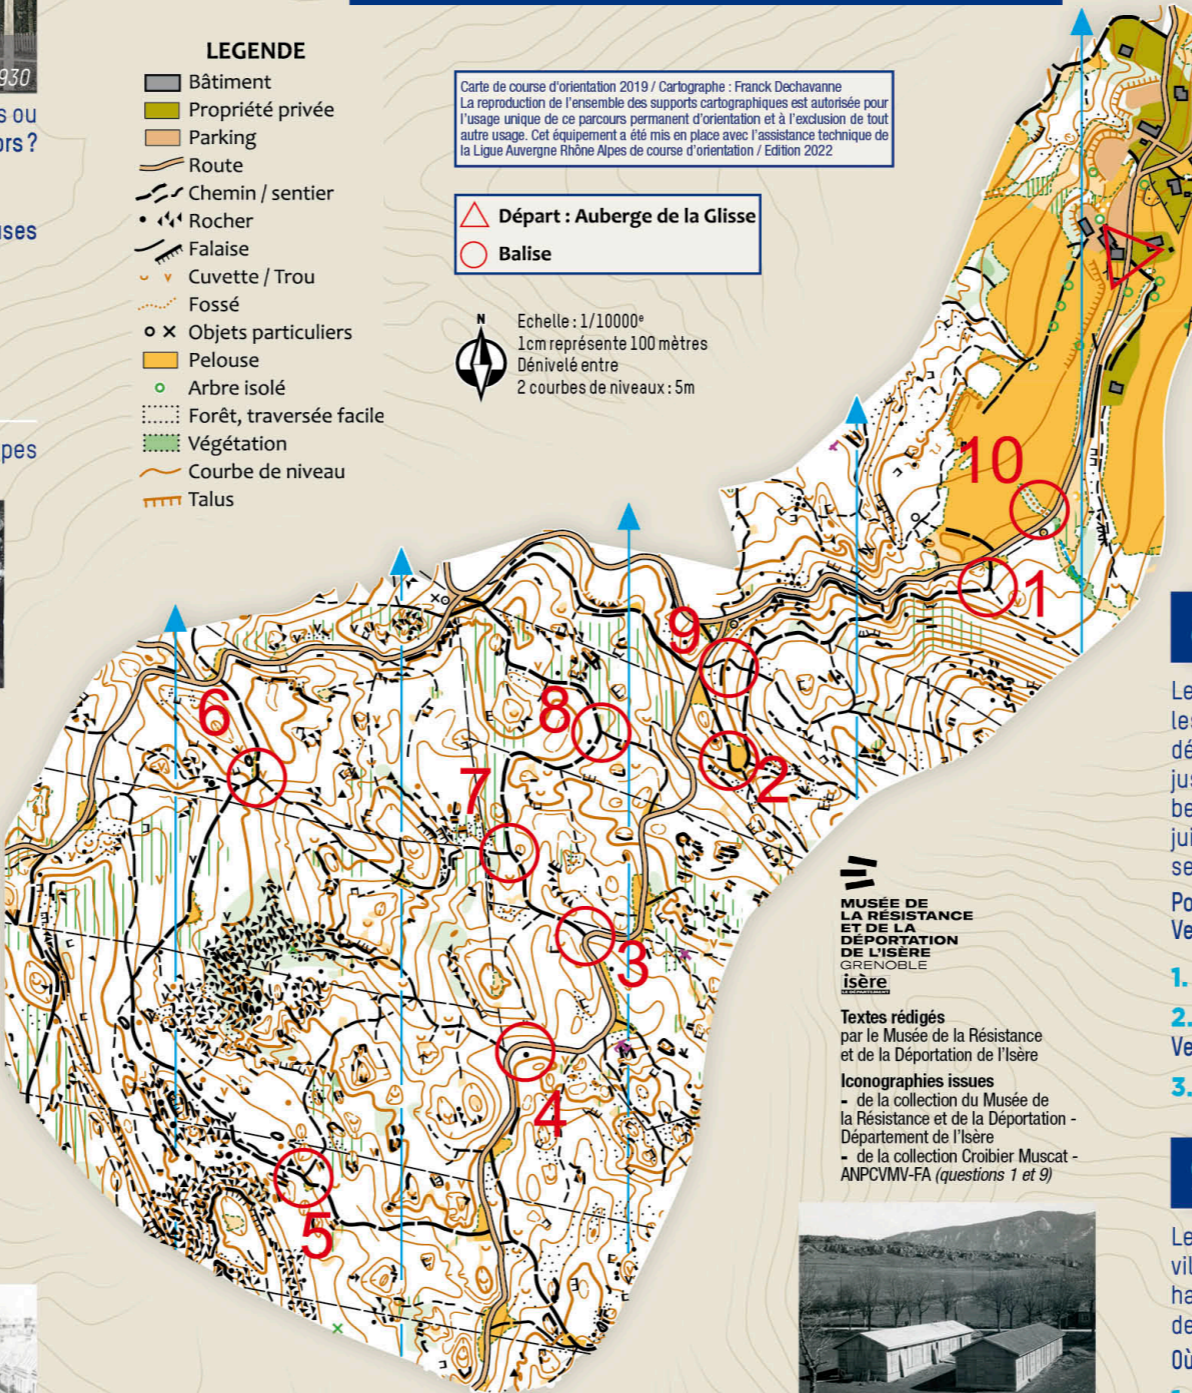 930
s ou
ors ?
uses
pes
LEGENDE
Bâtiment
Propriété privée
Parking
Route
Chemin / sentier
Rocher
Falaise
Cuvette / Trou
Fossé
Objets particuliers
Pelouse
Arbre isolé
Forêt, traversée facile
Végétation
Courbe de niveau
Talus
Carte de course d'orientation 2019 / Cartographe : Franck Dechavanne
La reproduction de l'ensemble des supports cartographiques est autorisée pour
l'usage unique de ce parcours permanent d'orientation et à l'exclusion de tout
autre usage. Cet équipement a été mis en place avec l'assistance technique de
la Ligue Auvergne Rhône Alpes de course d'orientation / Edition 2022
Départ : Auberge de la Glisse
Balise
N
Echelle : 1/10000e
1cm représente 100 mètres
Dénivelé entre
2 courbes de niveaux : 5m
10
1
9
6
8
2
7
3
4
5
MUSÉE DE
LA RÉSISTANCE
ET DE LA
DÉPORTATION
DE L'ISÈRE
GRENOBLE
isère
LE DÉPARTEMENT
Textes rédigés
par le Musée de la Résistance
et de la Déportation de l'Isère
Iconographies issues
- de la collection du Musée de
la Résistance et de la Déportation -
Département de l'Isère
- de la collection Croibier Muscat -
ANPCVMV-FA (questions 1 et 9)
Le
les
dé
jus
be
jui
se
Po
Ve
1.
2.
Ve
3.
Le
vil
ha
de
Où